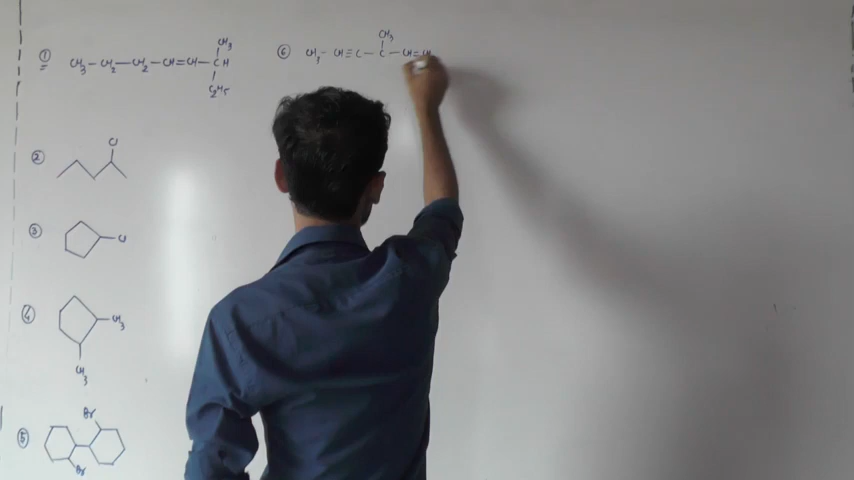 ① CH₃–CH₂–CH₂–CH=CH–CH
CH₃
C₂H₅
② Cl
③ Cl
④ CH₃
CH₃
⑤ Br
Br
⑥ CH₃–CH≡C–C–CH=CH
CH₃